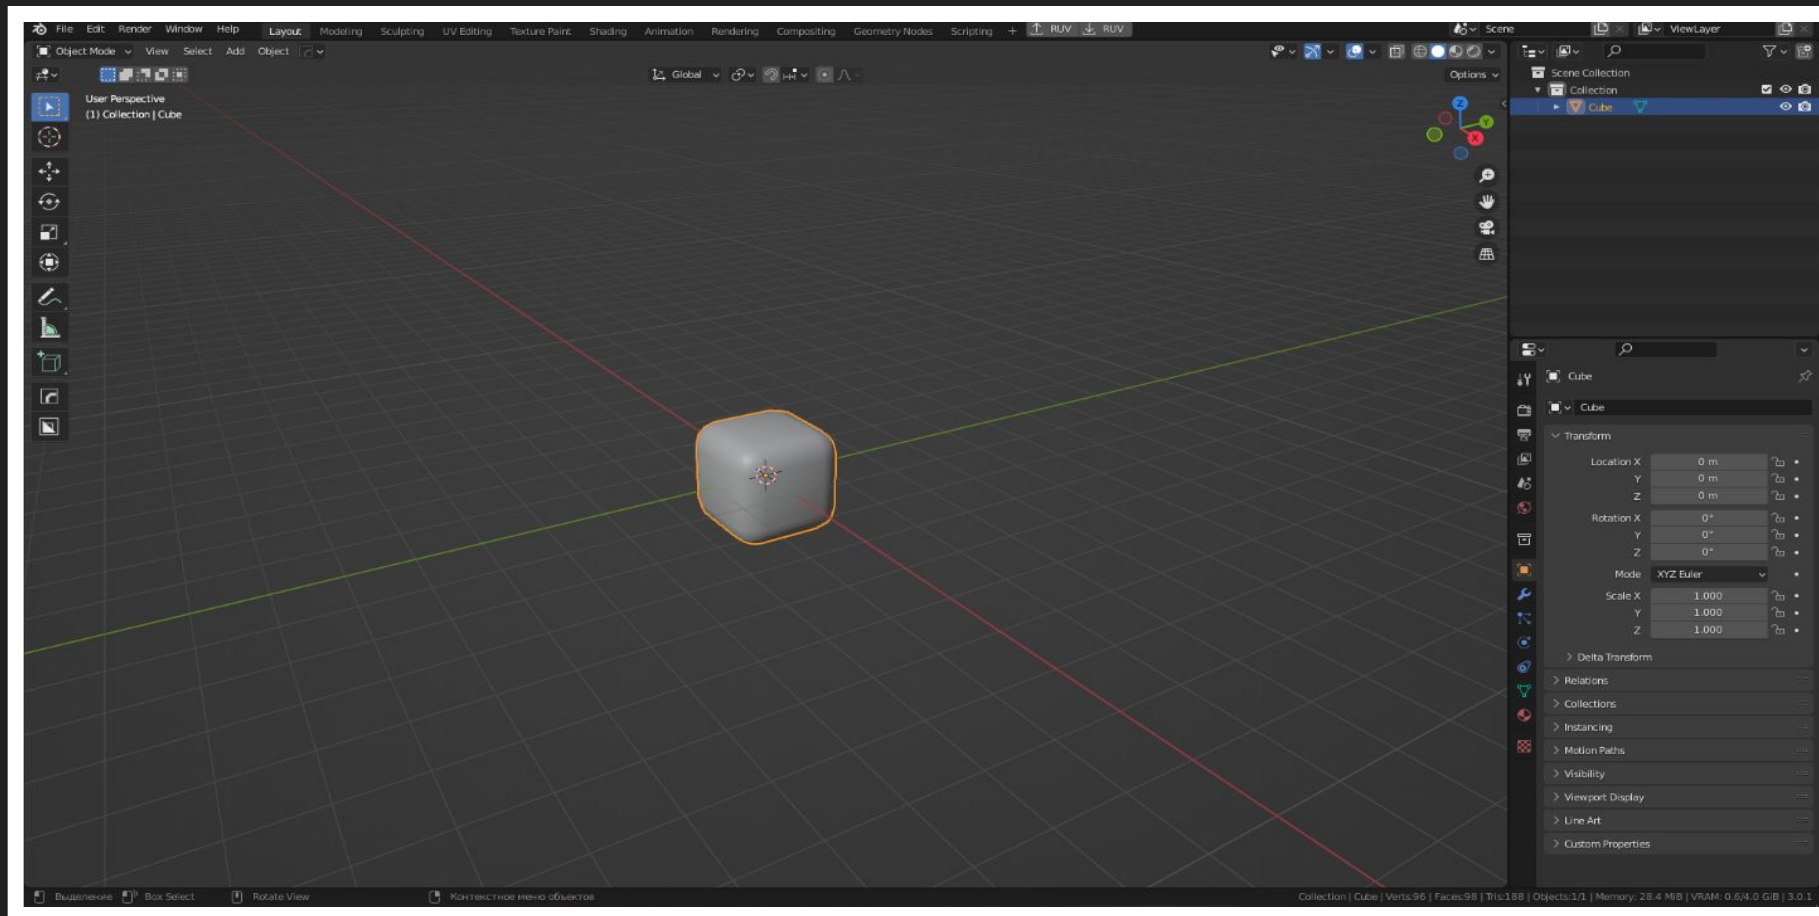 File Edit Render Window Help Layout Modeling Sculpting UV Editing Texture Paint Shading Animation Rendering Compositing Geometry Nodes Scripting + RUV RUV Scene ViewLayer
Object Mode View Select Add Object
Global Options
User Perspective
(1) Collection | Cube
Z
Y
X
Scene Collection
Collection
Cube
Cube
Cube
Transform
Location X 0 m
Y 0 m
Z 0 m
Rotation X 0°
Y 0°
Z 0°
Mode XYZ Euler
Scale X 1.000
Y 1.000
Z 1.000
Delta Transform
Relations
Collections
Instancing
Motion Paths
Visibility
Viewport Display
Line Art
Custom Properties
Выделение Box Select Rotate View Контекстное меню объектов Collection | Cube | Verts:96 | Faces:98 | Tris:188 | Objects:1/1 | Memory: 28.4 MiB | VRAM: 0.6/4.0 GiB | 3.0.1